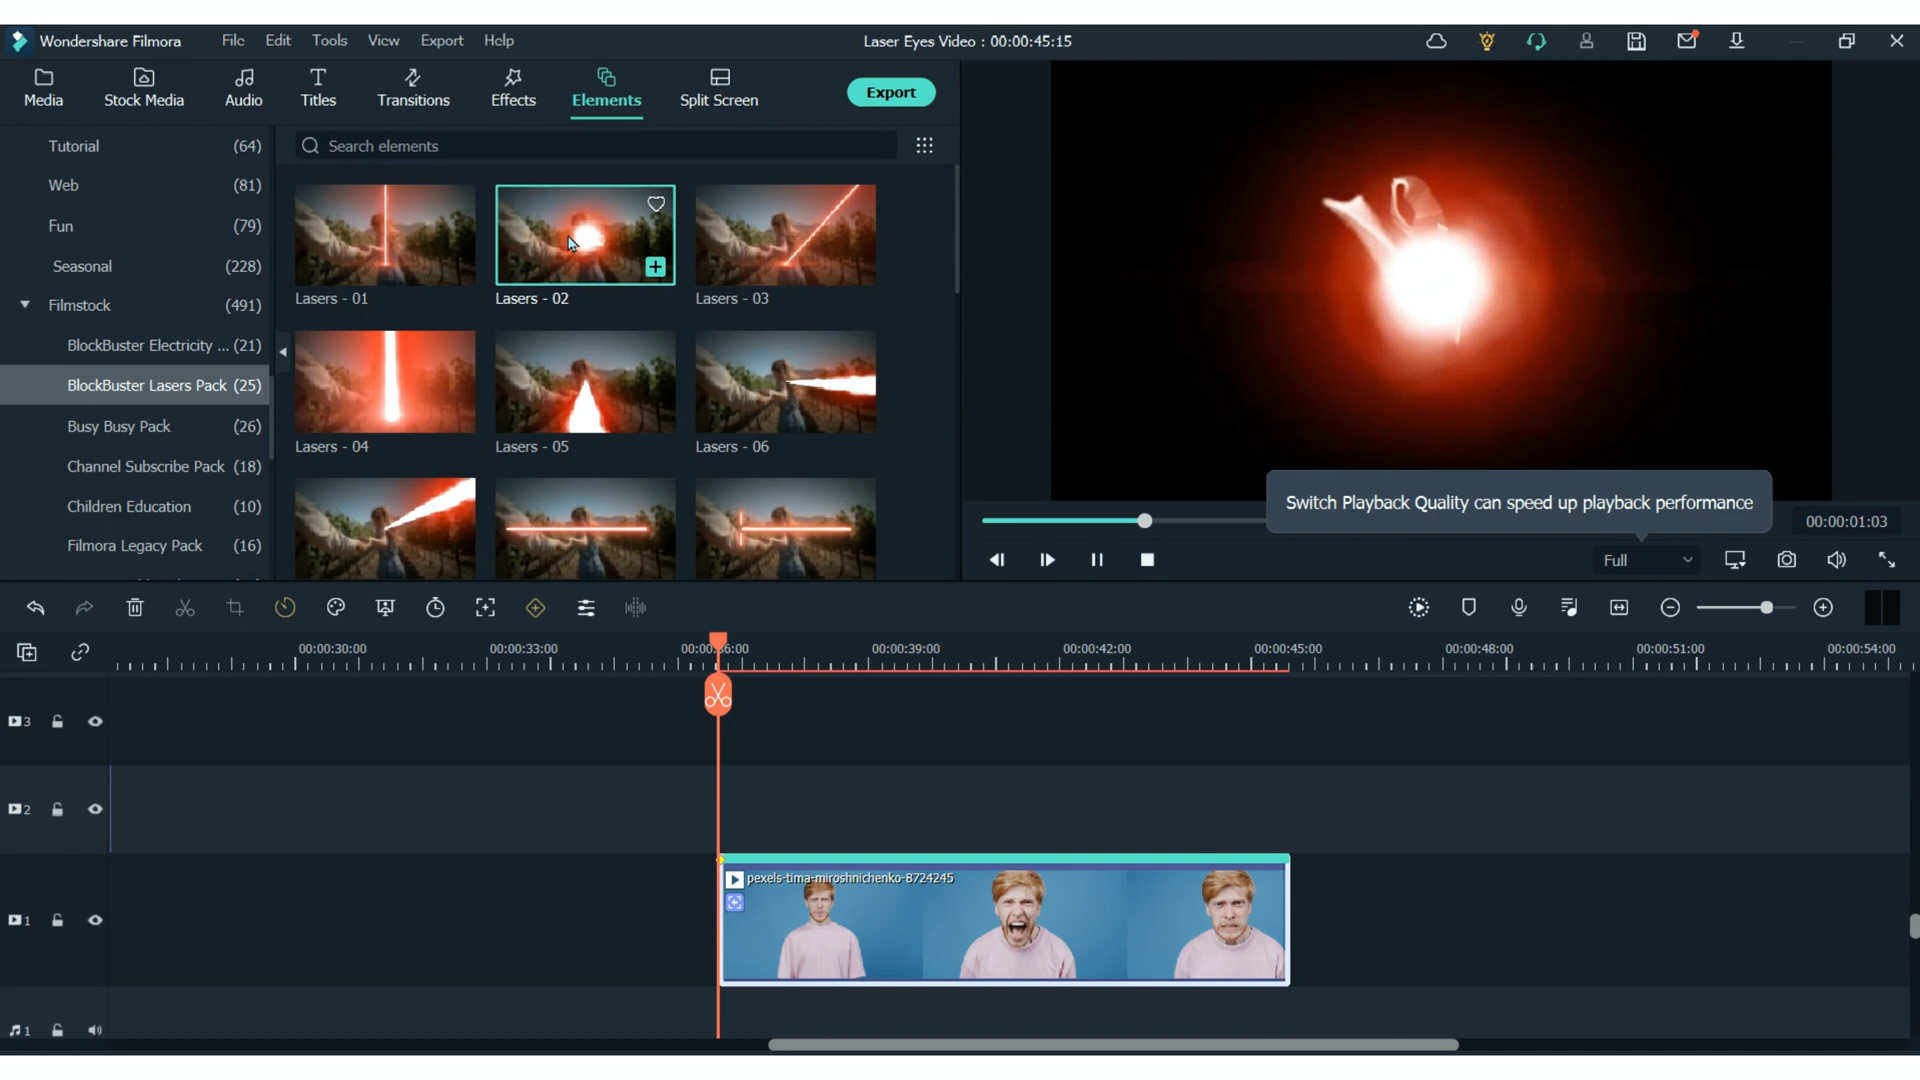 Wondershare Filmora
File Edit Tools View Export Help
Laser Eyes Video : 00:00:45:15
Media Stock Media Audio Titles Transitions Effects Elements Split Screen
Export
Tutorial (64)
Web (81)
Fun (79)
Seasonal (228)
Filmstock (491)
BlockBuster Electricity ... (21)
BlockBuster Lasers Pack (25)
Busy Busy Pack (26)
Channel Subscribe Pack (18)
Children Education (10)
Filmora Legacy Pack (16)
Search elements
Lasers - 01
Lasers - 02
Lasers - 03
Lasers - 04
Lasers - 05
Lasers - 06
Switch Playback Quality can speed up playback performance
00:00:01:03
Full
00:00:30:00 00:00:33:00 00:00:36:00 00:00:39:00 00:00:42:00 00:00:45:00 00:00:48:00 00:00:51:00 00:00:54:00
3
2
pexels-tima-miroshnichenko-8724245
1
1